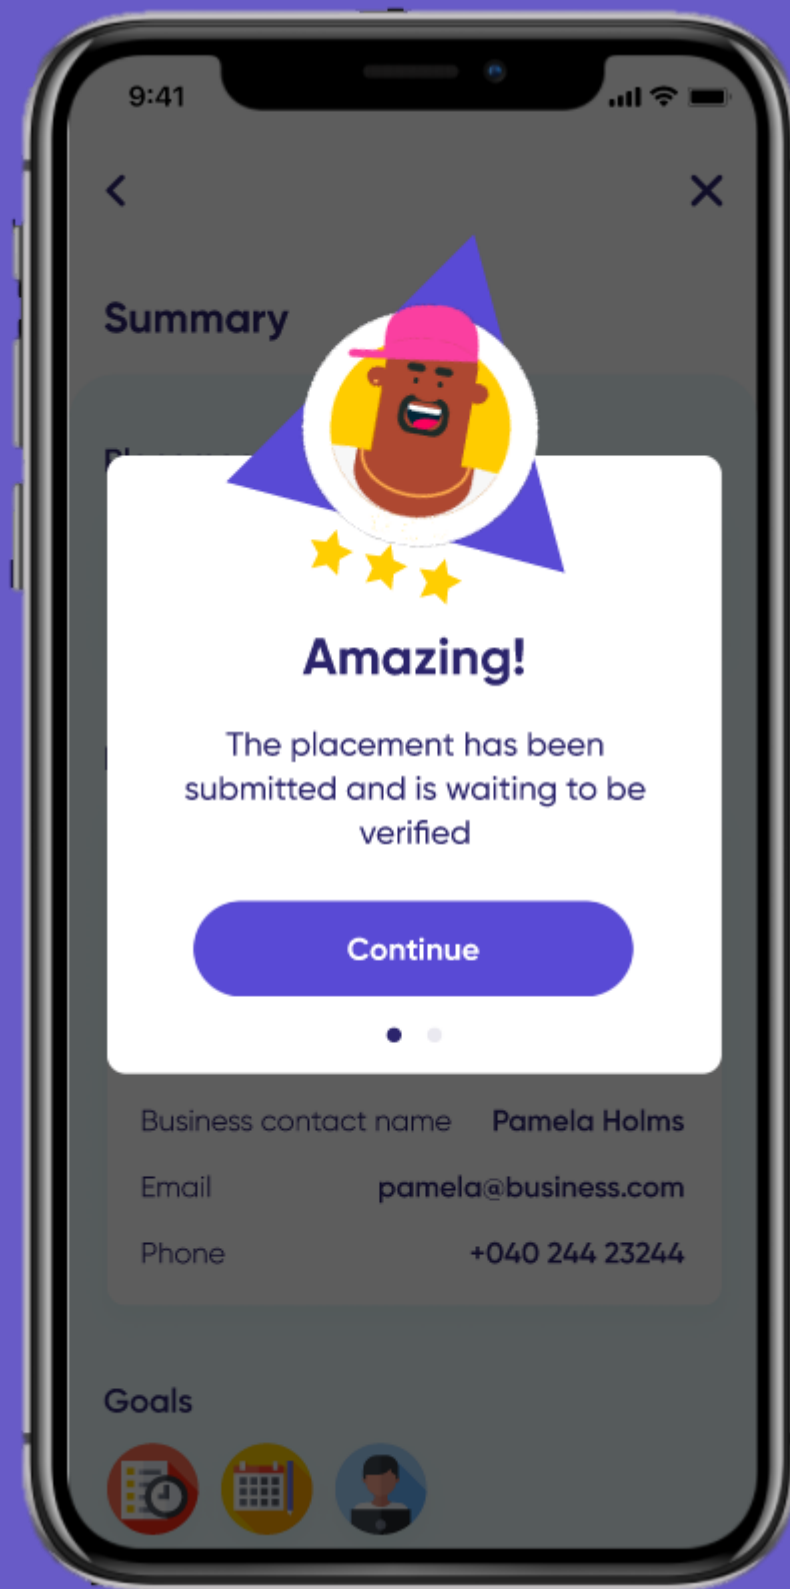 9:41
Summary
Amazing!
The placement has been
submitted and is waiting to be
verified
Continue
Business contact name Pamela Holms
Email pamela@business.com
Phone +040 244 23244
Goals